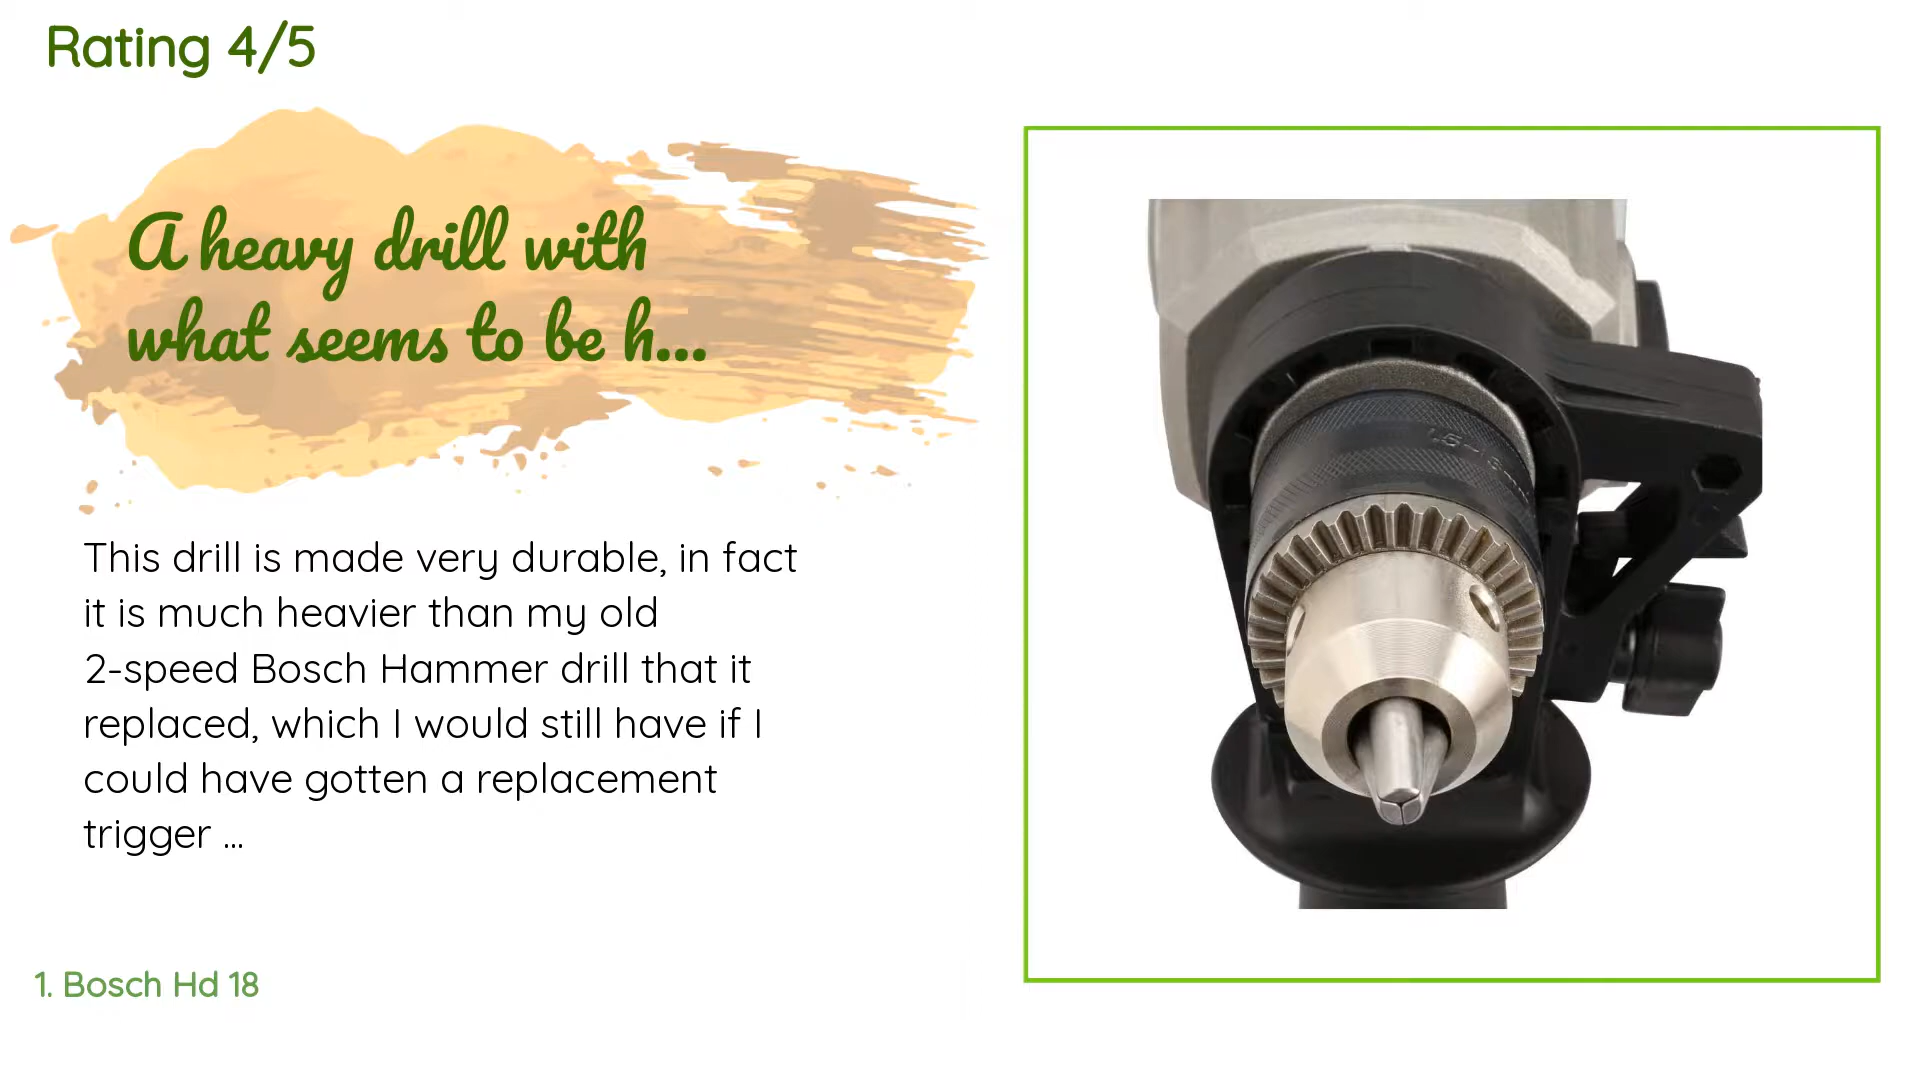 Rating 4/5
A heavy drill with
what seems to be h...
This drill is made very durable, in fact
it is much heavier than my old
2-speed Bosch Hammer drill that it
replaced, which I would still have if I
could have gotten a replacement
trigger ...
1. Bosch Hd 18